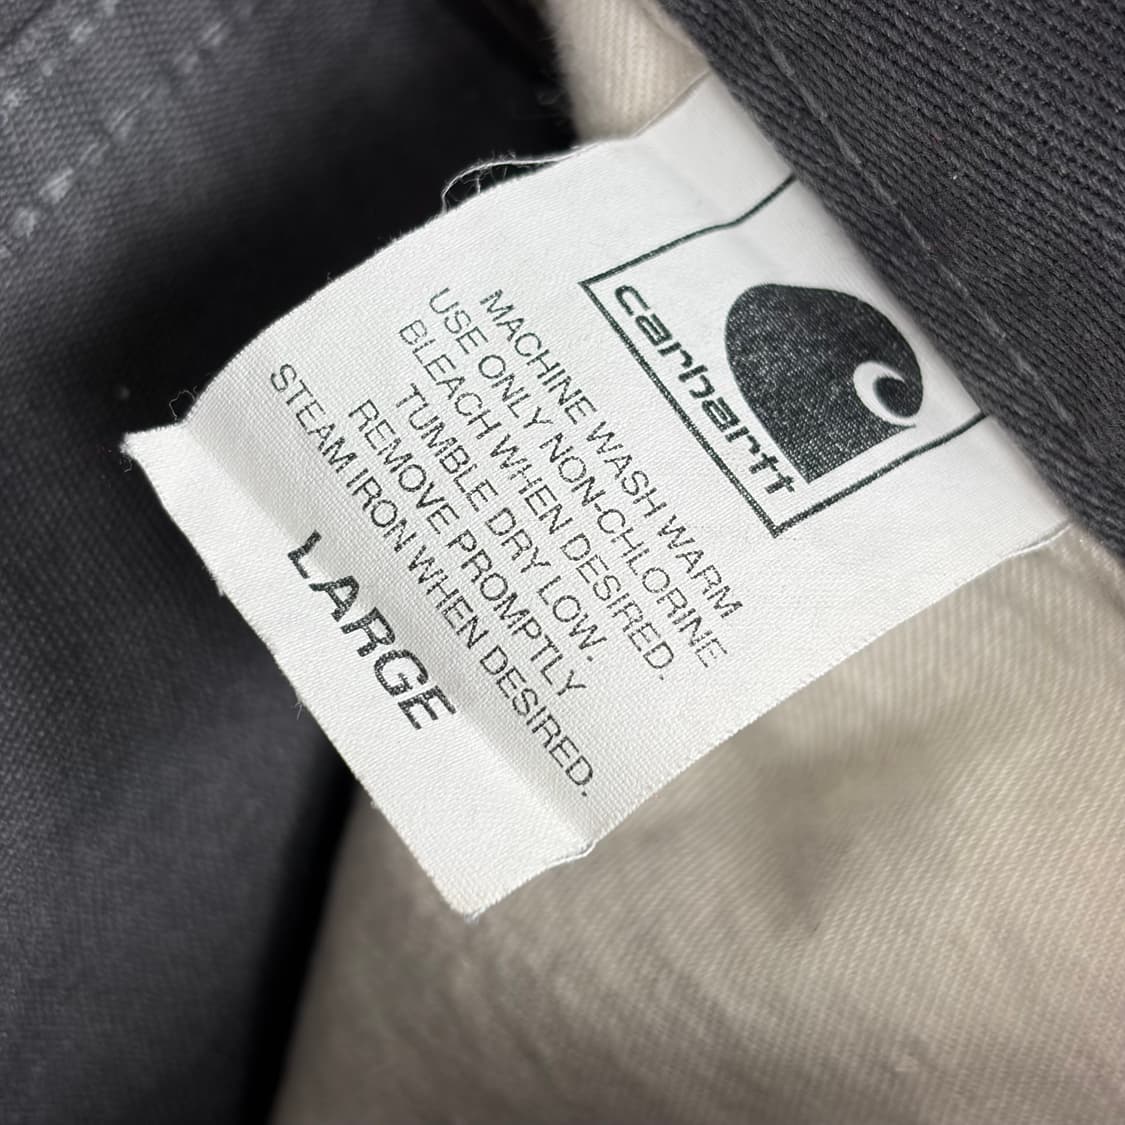 carhartt
MACHINE WASH WARM
USE ONLY NON-CHLORINE
BLEACH WHEN DESIRED.
TUMBLE DRY LOW.
REMOVE PROMPTLY
STEAM IRON WHEN DESIRED.
LARGE